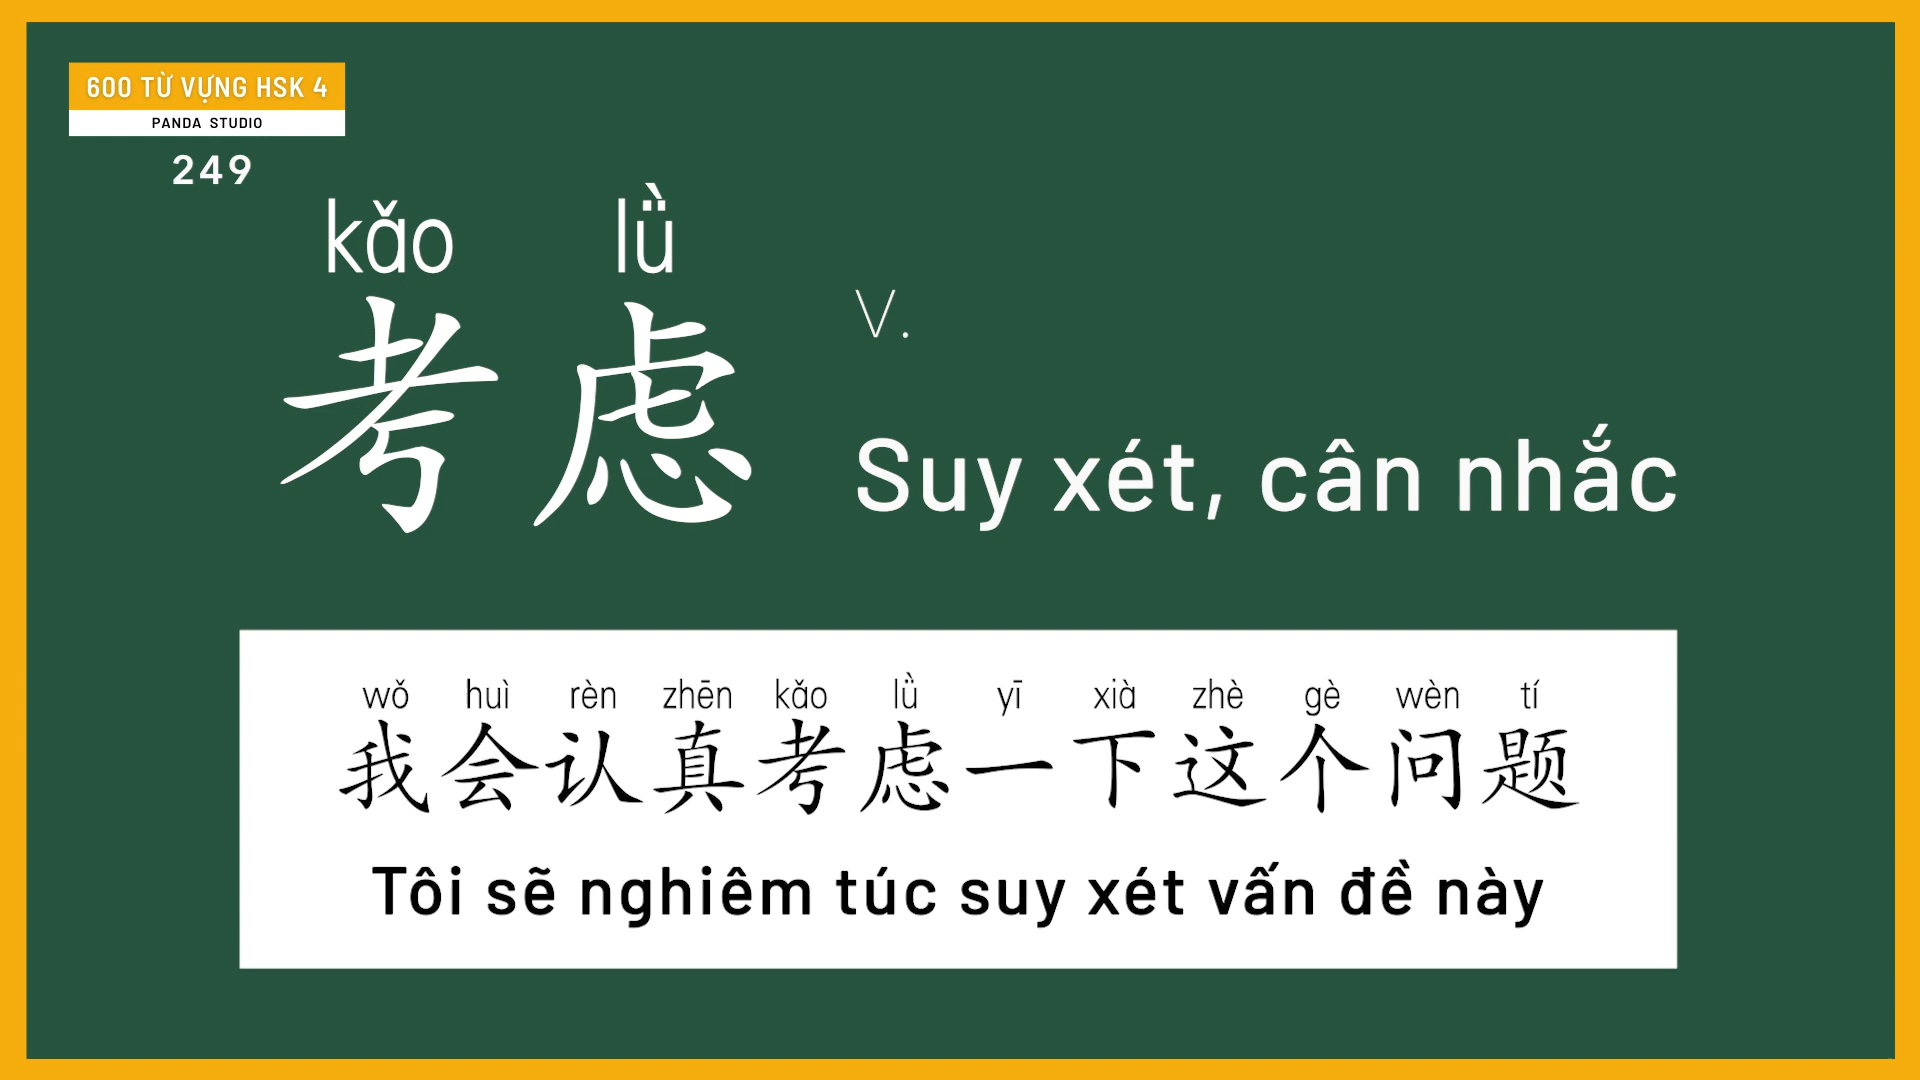 600 TỪ VỰNG HSK 4
PANDA STUDIO
249
kǎo lǜ
考虑
V.
Suy xét, cân nhắc
wǒ huì rèn zhēn kǎo lǜ yī xià zhè gè wèn tí
我会认真考虑一下这个问题
Tôi sẽ nghiêm túc suy xét vấn đề này